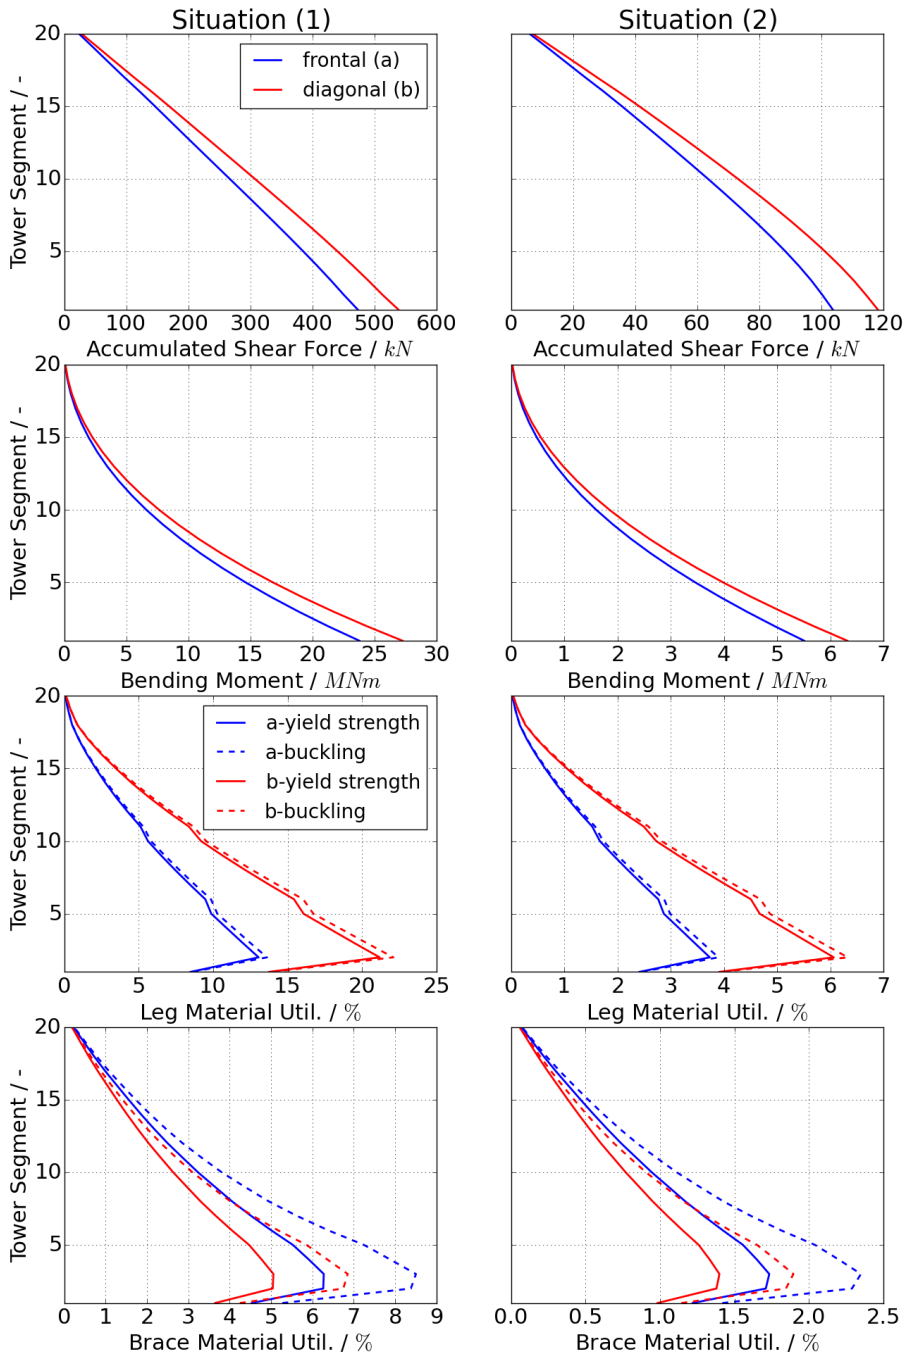 Situation (1)
Situation (2)
Tower Segment / -
20
15
10
5
frontal (a)
diagonal (b)
0 100 200 300 400 500 600
Accumulated Shear Force / kN
0 20 40 60 80 100 120
Accumulated Shear Force / kN
Tower Segment / -
20
15
10
5
0 5 10 15 20 25 30
Bending Moment / MNm
0 1 2 3 4 5 6 7
Bending Moment / MNm
Tower Segment / -
20
15
10
5
a-yield strength
a-buckling
b-yield strength
b-buckling
0 5 10 15 20 25
Leg Material Util. / %
0 1 2 3 4 5 6 7
Leg Material Util. / %
Tower Segment / -
20
15
10
5
0 1 2 3 4 5 6 7 8 9
Brace Material Util. / %
0.0 0.5 1.0 1.5 2.0 2.5
Brace Material Util. / %